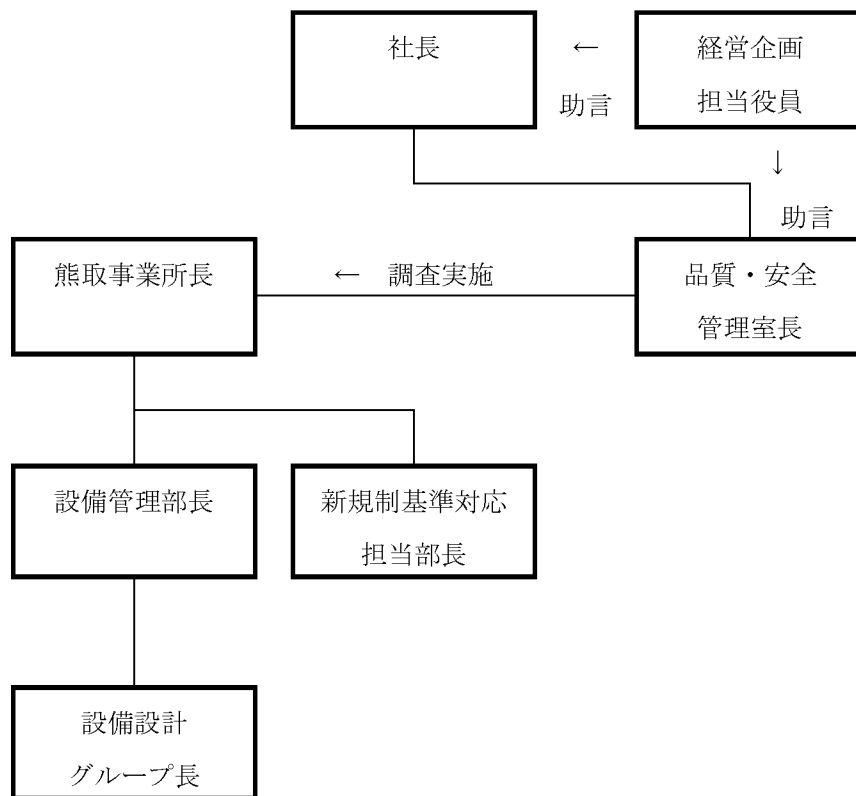 社長
←
助言
経営企画
担当役員
↓
助言
熊取事業所長
← 調査実施
品質・安全
管理室長
設備管理部長
新規制基準対応
担当部長
設備設計
グループ長